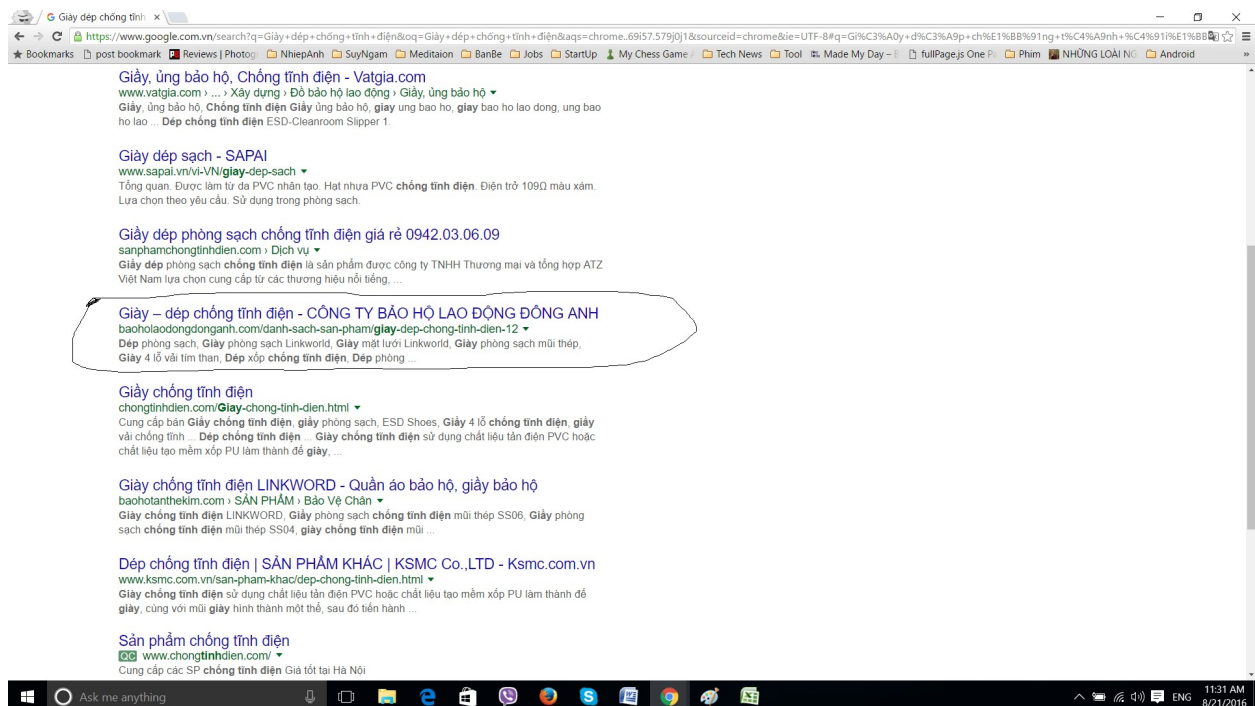 Giày dép chống tĩnh
https://www.google.com.vn/search?q=Giày+dép+chống+tĩnh+điện&oq=Giày+dép+chống+tĩnh+điện&aqs=chrome..69i57.579j0j1&sourceid=chrome&ie=UTF-8#q=Gi%C3%A0y+d%C3%A9p+ch%E1%BB%91ng+t%C4%A9nh+%C4%91i%E1%BB
Bookmarks post bookmark Reviews | Photog NhiepAnh SuyNgam Meditaion BanBe Jobs StartUp My Chess Game Tech News Tool Made My Day – fullPage.js One P Phim NHỮNG LOÀI NG Android »
Giầy, ủng bảo hộ, Chống tĩnh điện - Vatgia.com
www.vatgia.com › ... › Xây dựng › Đồ bảo hộ lao động › Giầy, ủng bảo hộ
Giầy, ủng bảo hộ, Chống tĩnh điện Giầy ủng bảo hộ, giay ung bao ho, giay bao ho lao dong, ung bao
ho lao ... Dép chống tĩnh điện ESD-Cleanroom Slipper 1.
Giày dép sạch - SAPAI
www.sapai.vn/vi-VN/giay-dep-sach
Tổng quan. Được làm từ da PVC nhân tạo. Hạt nhựa PVC chống tĩnh điện. Điện trở 109Ω màu xám.
Lựa chọn theo yêu cầu. Sử dụng trong phòng sạch.
Giầy dép phòng sạch chống tĩnh điện giá rẻ 0942.03.06.09
sanphamchongtinhdien.com › Dịch vụ
Giầy dép phòng sạch chống tĩnh điện là sản phẩm được công ty TNHH Thương mại và tổng hợp ATZ
Việt Nam lựa chọn cung cấp từ các thương hiệu nổi tiếng, ...
Giày – dép chống tĩnh điện - CÔNG TY BẢO HỘ LAO ĐỘNG ĐÔNG ANH
baoholaodongdonganh.com/danh-sach-san-pham/giay-dep-chong-tinh-dien-12
Dép phòng sạch, Giày phòng sạch Linkworld, Giày mặt lưới Linkworld, Giày phòng sạch mũi thép,
Giày 4 lỗ vải tím than, Dép xốp chống tĩnh điện, Dép phòng ...
Giầy chống tĩnh điện
chongtinhdien.com/Giay-chong-tinh-dien.html
Cung cấp bán Giầy chống tĩnh điện, giầy phòng sạch, ESD Shoes, Giầy 4 lỗ chống tĩnh điện, giầy
vải chống tĩnh ... Dép chống tĩnh điện ... Giày chống tĩnh điện sử dụng chất liệu tản điện PVC hoặc
chất liệu tạo mềm xốp PU làm thành đế giày, ...
Giày chống tĩnh điện LINKWORD - Quần áo bảo hộ, giầy bảo hộ
baohotanthekim.com › SẢN PHẨM › Bảo Vệ Chân
Giày chống tĩnh điện LINKWORD, Giầy phòng sạch chống tĩnh điện mũi thép SS06, Giầy phòng
sạch chống tĩnh điện mũi thép SS04, giày chống tĩnh điện mũi ...
Dép chống tĩnh điện | SẢN PHẨM KHÁC | KSMC Co.,LTD - Ksmc.com.vn
www.ksmc.com.vn/san-pham-khac/dep-chong-tinh-dien.html
Giày chống tĩnh điện sử dụng chất liệu tản điện PVC hoặc chất liệu tạo mềm xốp PU làm thành đế
giày, cùng với mũi giày hình thành một thể, sau đó tiến hành ...
Sản phẩm chống tĩnh điện
QC www.chongtinhdien.com/
Cung cấp các SP chống tĩnh điện Giá tốt tại Hà Nội
Ask me anything
ENG
11:31 AM
8/21/2016